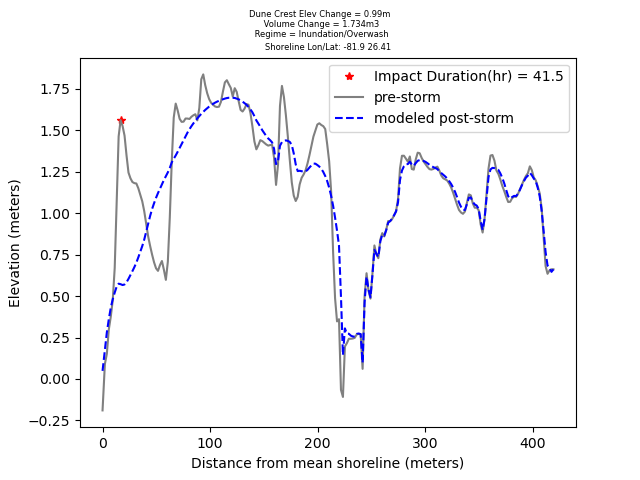 Dune Crest Elev Change = 0.99m
Volume Change = 1.734m3
Regime = Inundation/Overwash
Shoreline Lon/Lat: -81.9 26.41
Impact Duration(hr) = 41.5
pre-storm
modeled post-storm
Elevation (meters)
1.75
1.50
1.25
1.00
0.75
0.50
0.25
0.00
−0.25
0 100 200 300 400
Distance from mean shoreline (meters)